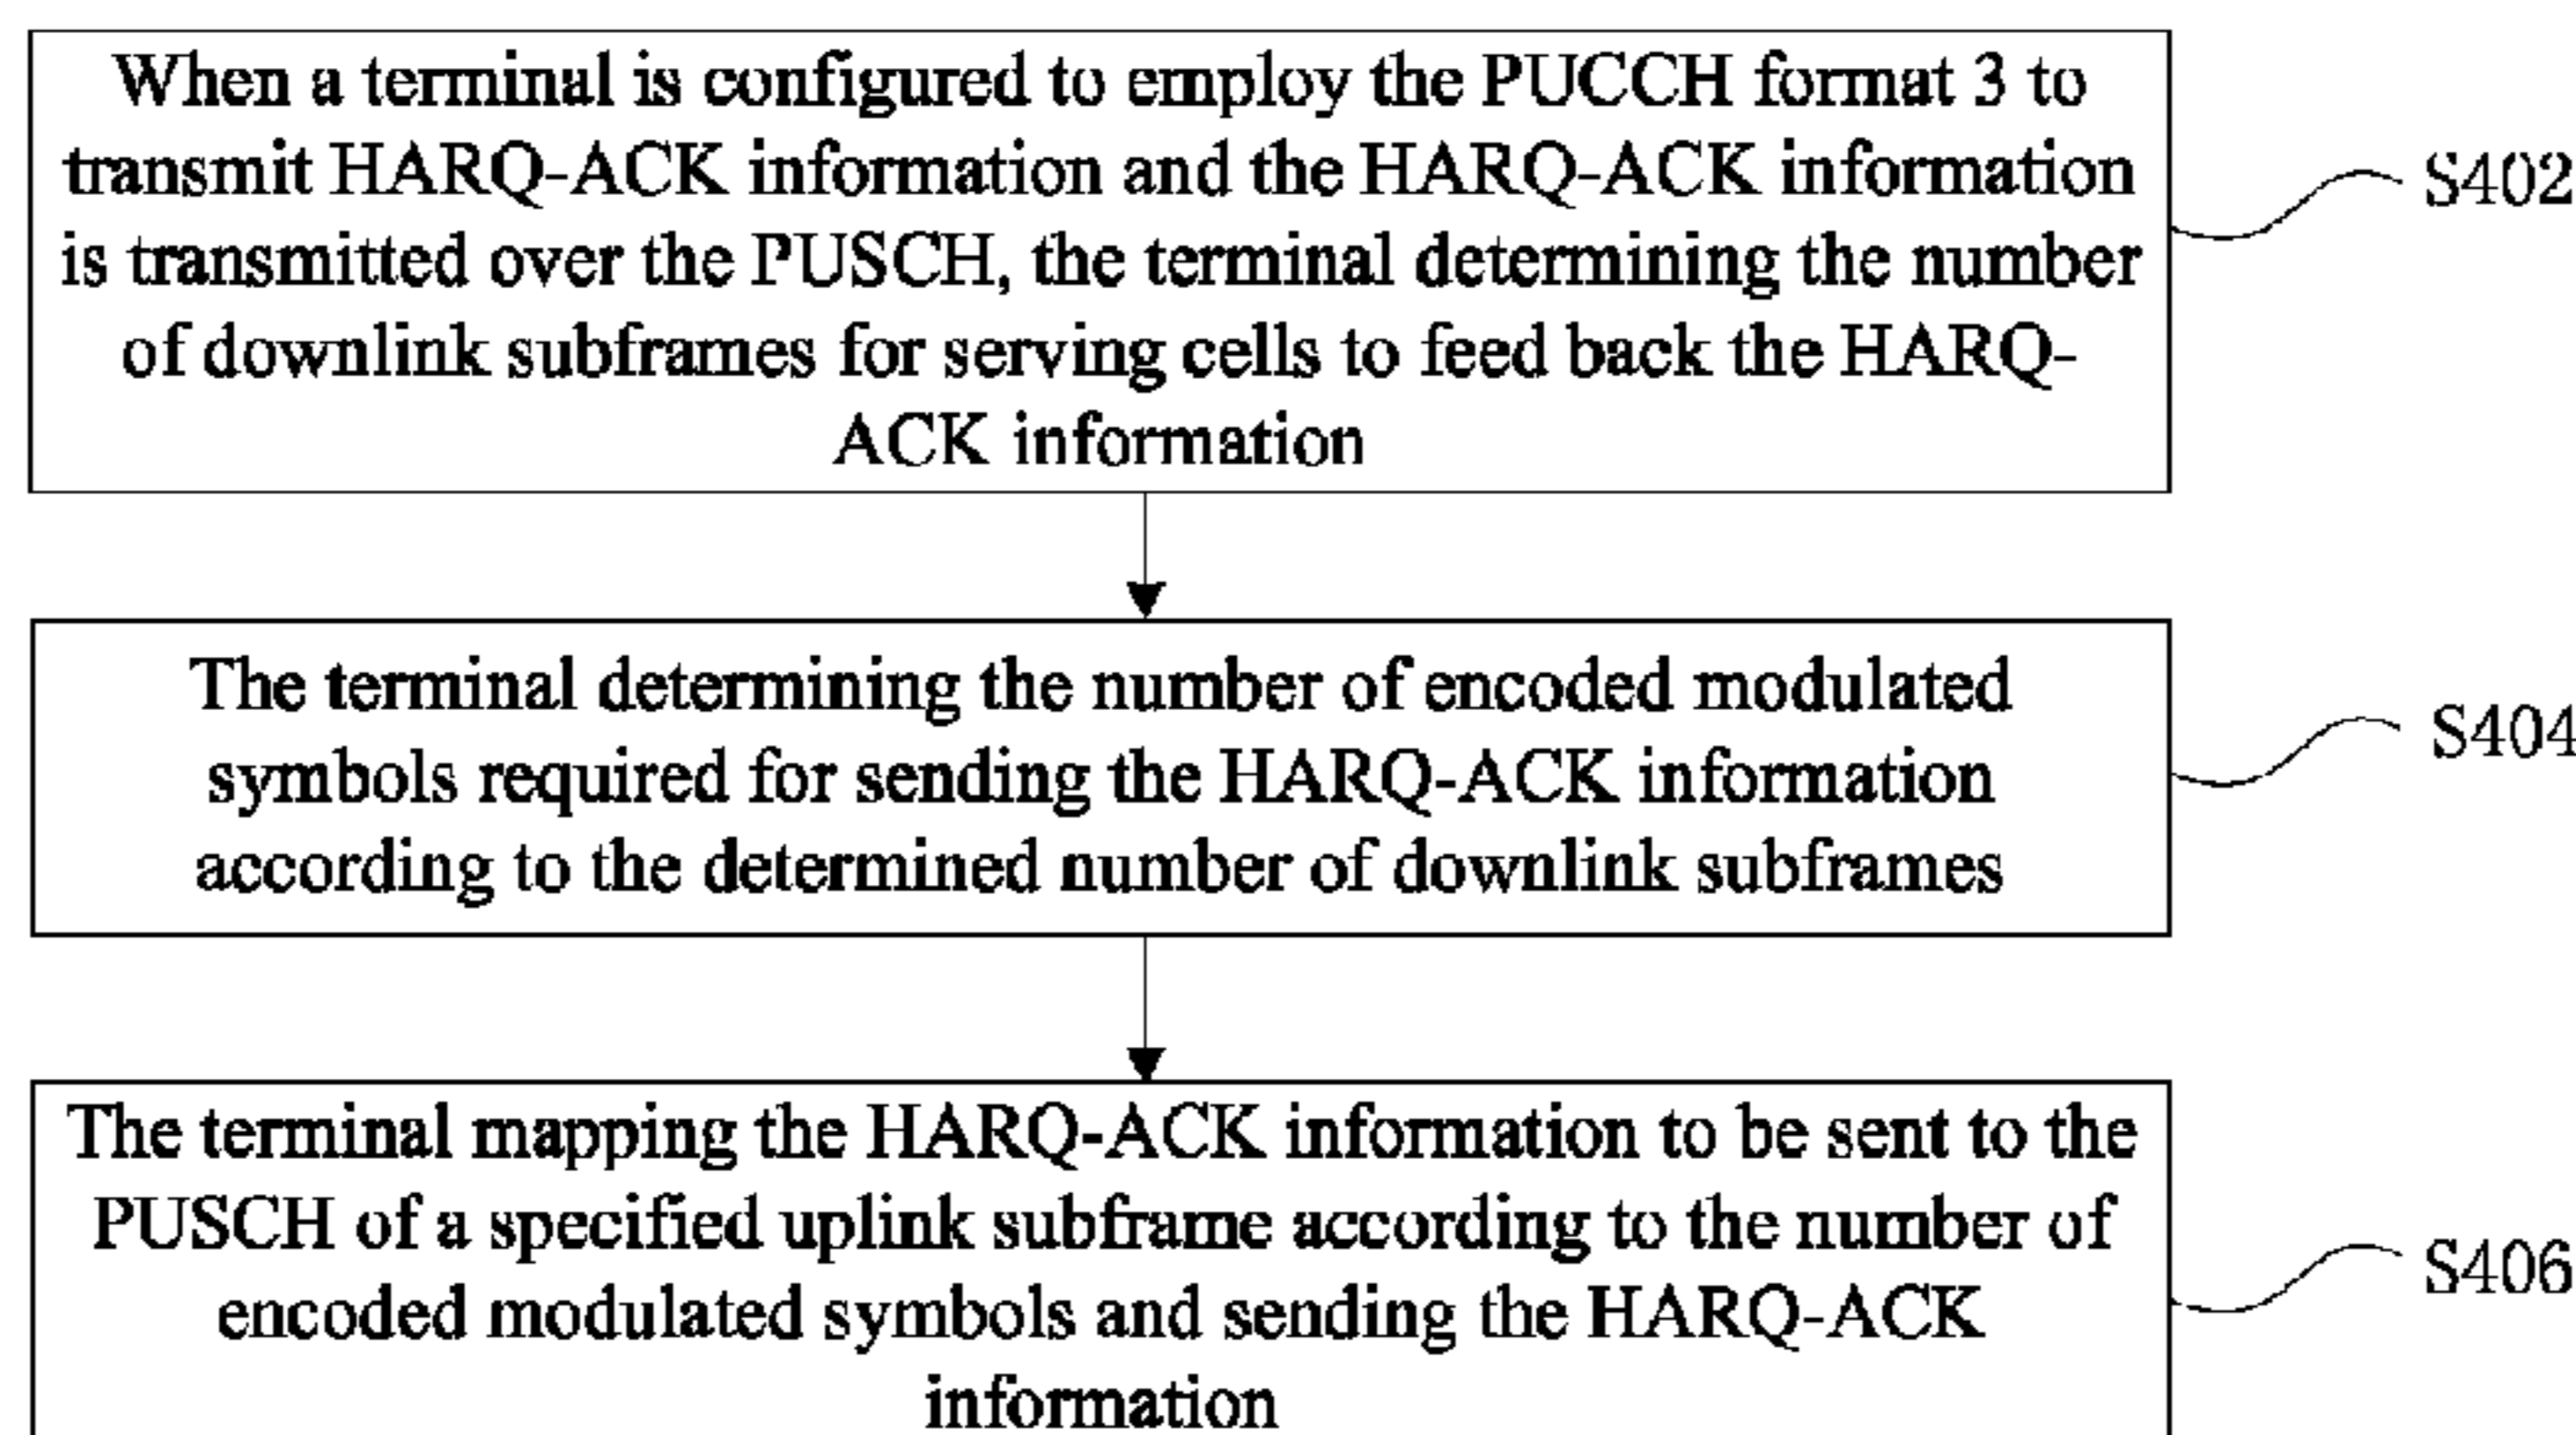 When a terminal is configured to employ the PUCCH format 3 to
transmit HARQ-ACK information and the HARQ-ACK information
is transmitted over the PUSCH, the terminal determining the number
of downlink subframes for serving cells to feed back the HARQ-
ACK information
S402
The terminal determining the number of encoded modulated
symbols required for sending the HARQ-ACK information
according to the determined number of downlink subframes
S404
The terminal mapping the HARQ-ACK information to be sent to the
PUSCH of a specified uplink subframe according to the number of
encoded modulated symbols and sending the HARQ-ACK
information
S406